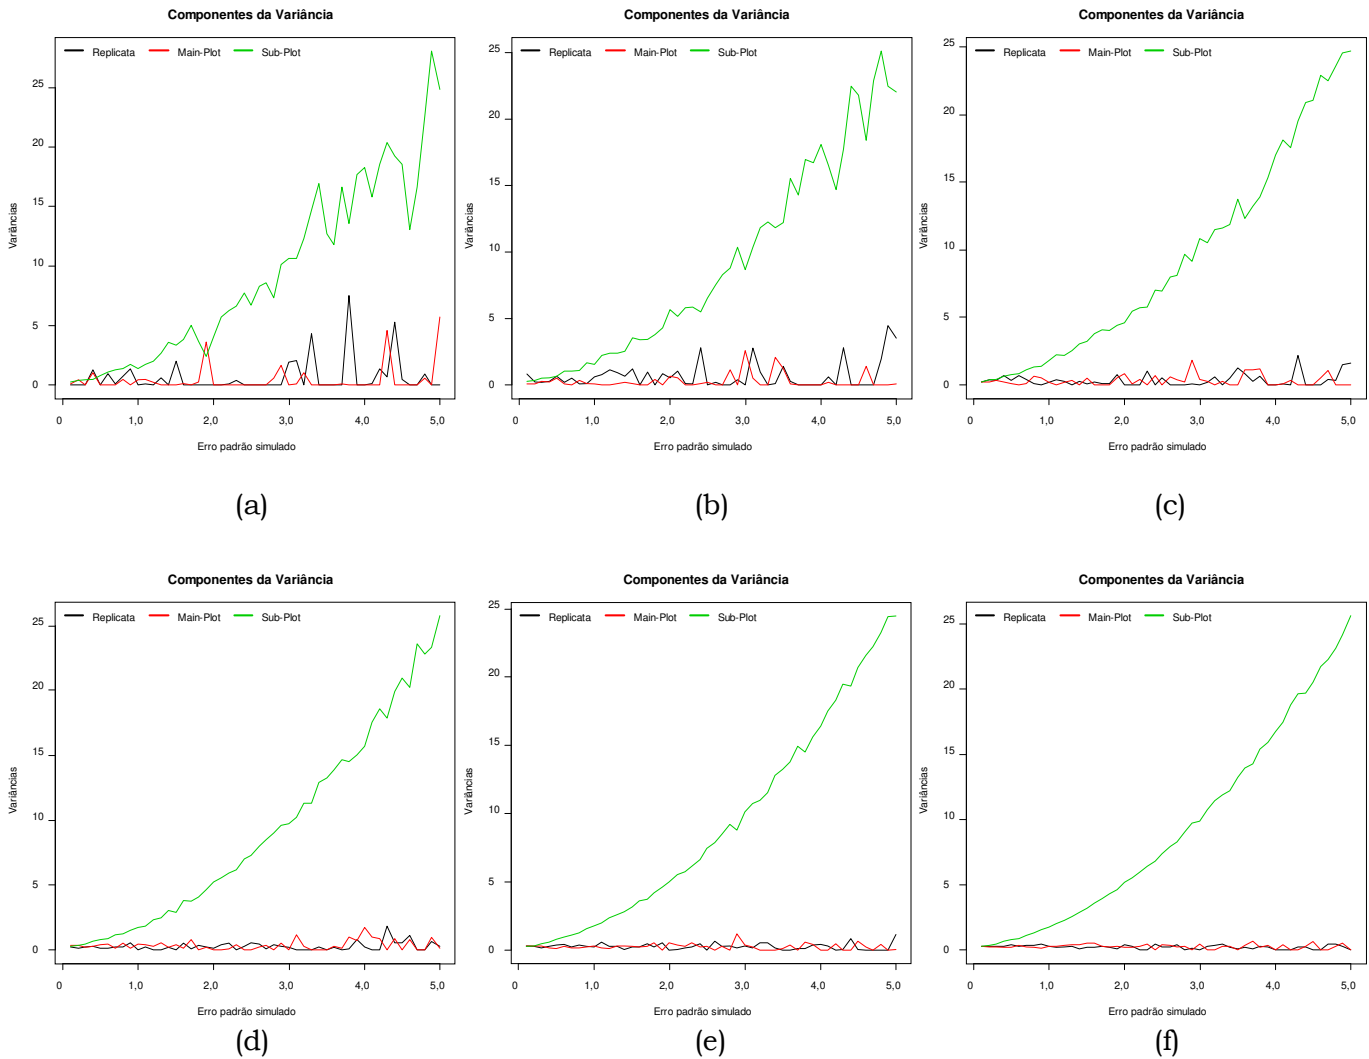 Componentes da Variância
Componentes da Variância
Componentes da Variância
Replicata Main-Plot Sub-Plot
Replicata Main-Plot Sub-Plot
Replicata Main-Plot Sub-Plot
Variâncias
0 5 10 15 20 25
0 1,0 2,0 3,0 4,0 5,0
Erro padrão simulado
Variâncias
0 5 10 15 20 25
0 1,0 2,0 3,0 4,0 5,0
Erro padrão simulado
Variâncias
0 5 10 15 20 25
0 1,0 2,0 3,0 4,0 5,0
Erro padrão simulado
(a)
(b)
(c)
Componentes da Variância
Componentes da Variância
Componentes da Variância
Replicata Main-Plot Sub-Plot
Replicata Main-Plot Sub-Plot
Replicata Main-Plot Sub-Plot
Variâncias
0 5 10 15 20 25
0 1,0 2,0 3,0 4,0 5,0
Erro padrão simulado
Variâncias
0 5 10 15 20 25
0 1,0 2,0 3,0 4,0 5,0
Erro padrão simulado
Variâncias
0 5 10 15 20 25
0 1,0 2,0 3,0 4,0 5,0
Erro padrão simulado
(d)
(e)
(f)